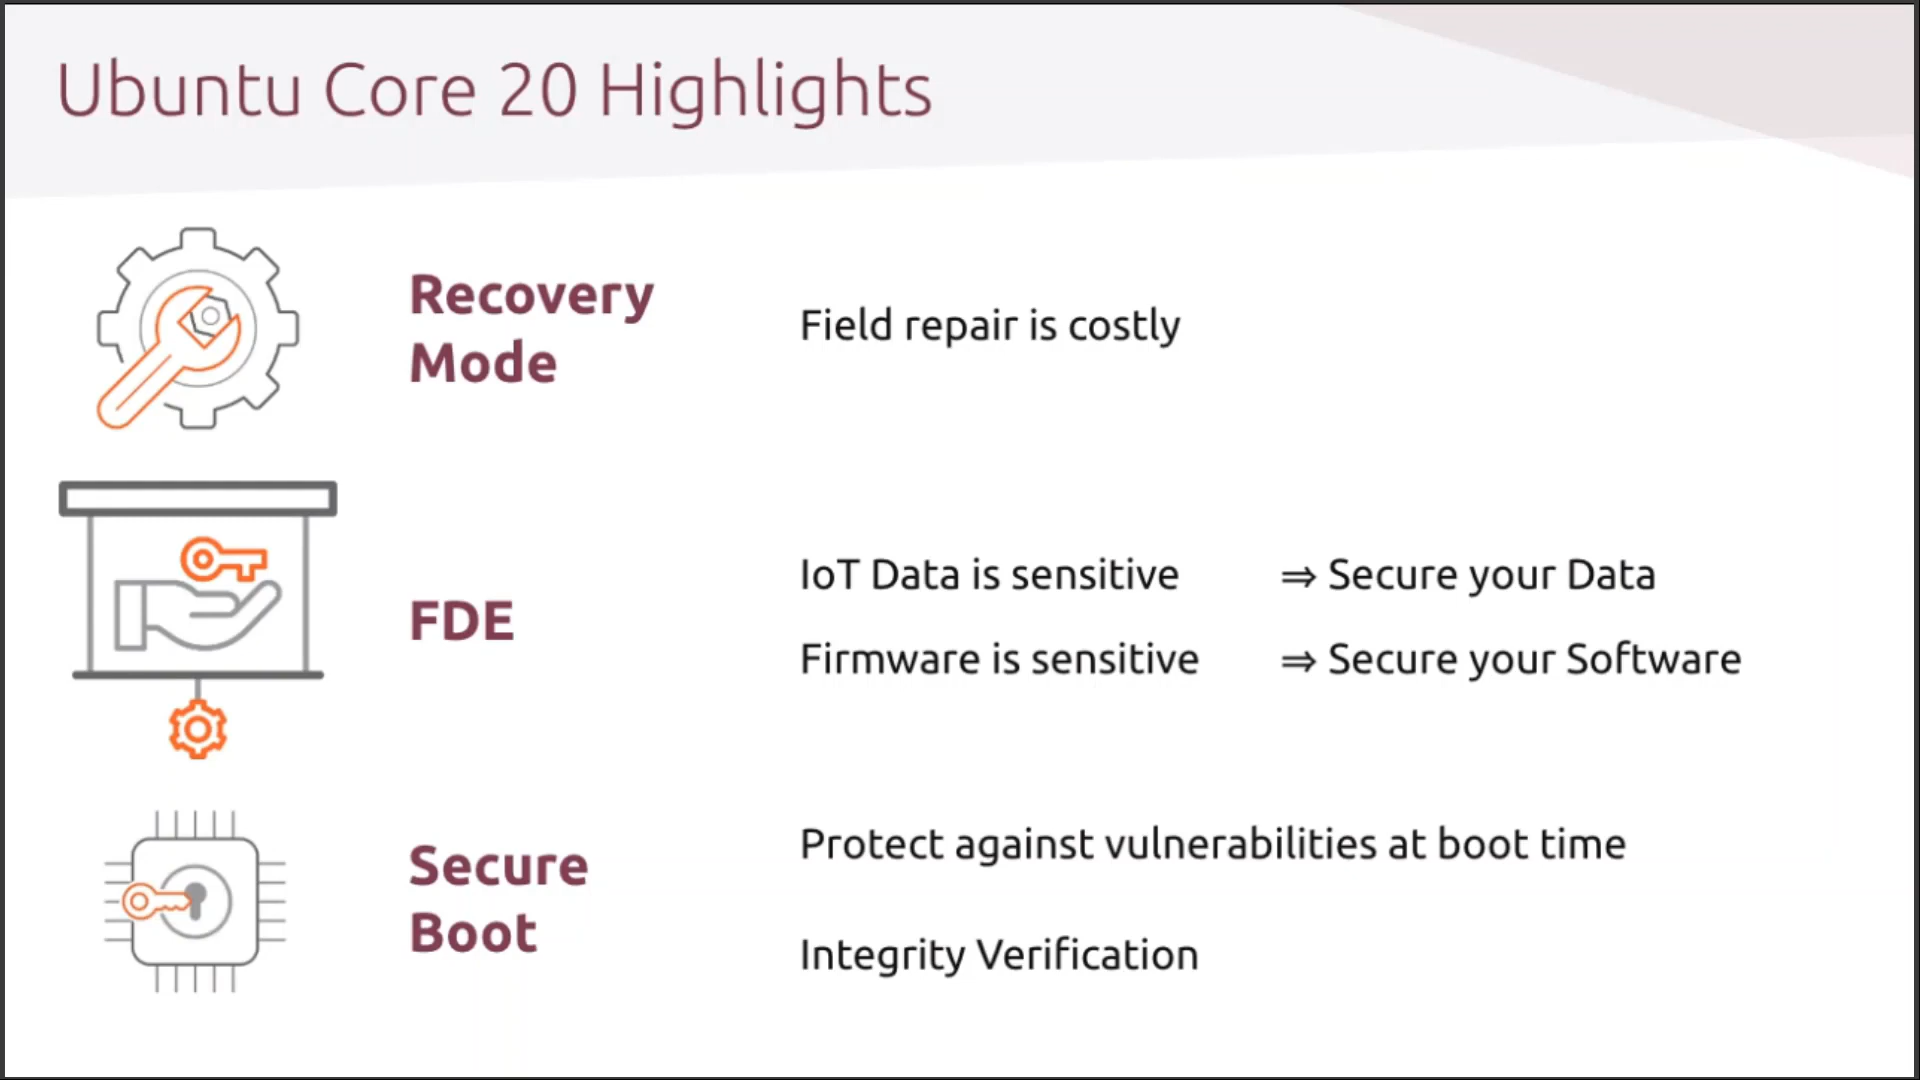 Ubuntu Core 20 Highlights
Recovery
Mode
Field repair is costly
FDE
IoT Data is sensitive ⇒ Secure your Data
Firmware is sensitive ⇒ Secure your Software
Secure
Boot
Protect against vulnerabilities at boot time
Integrity Verification